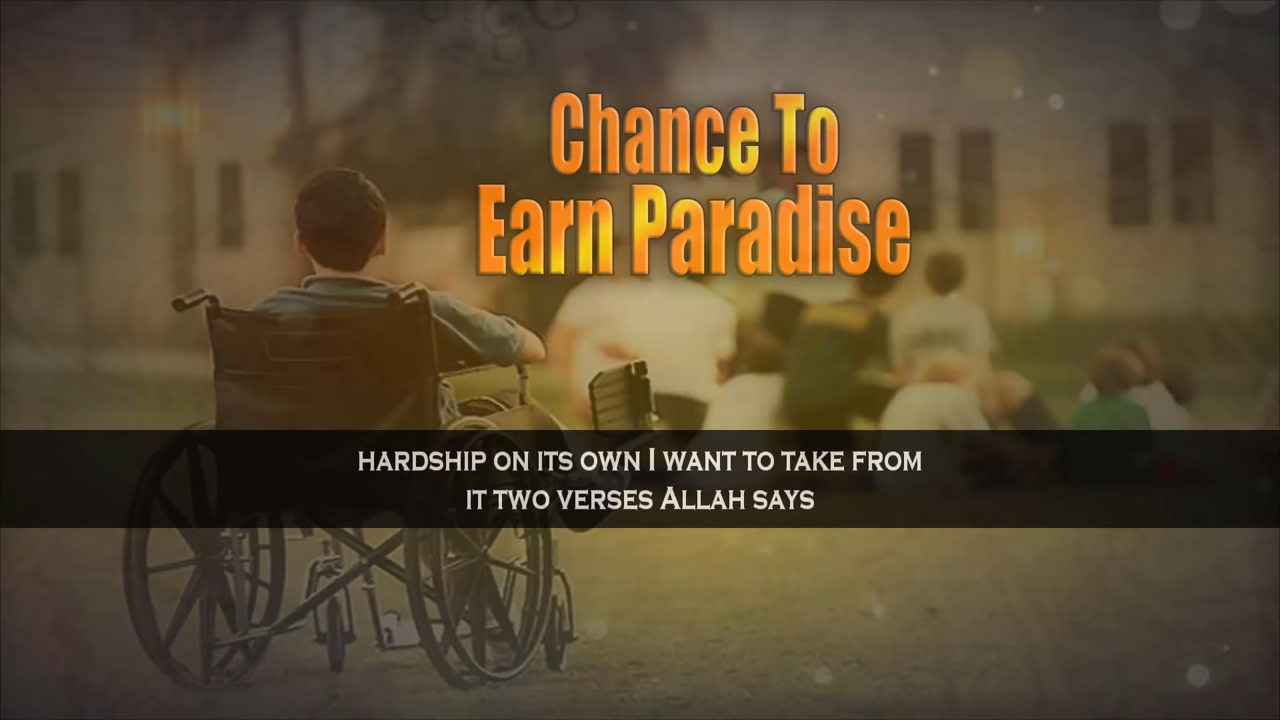 Chance To
Earn Paradise
HARDSHIP ON ITS OWN I WANT TO TAKE FROM
IT TWO VERSES ALLAH SAYS